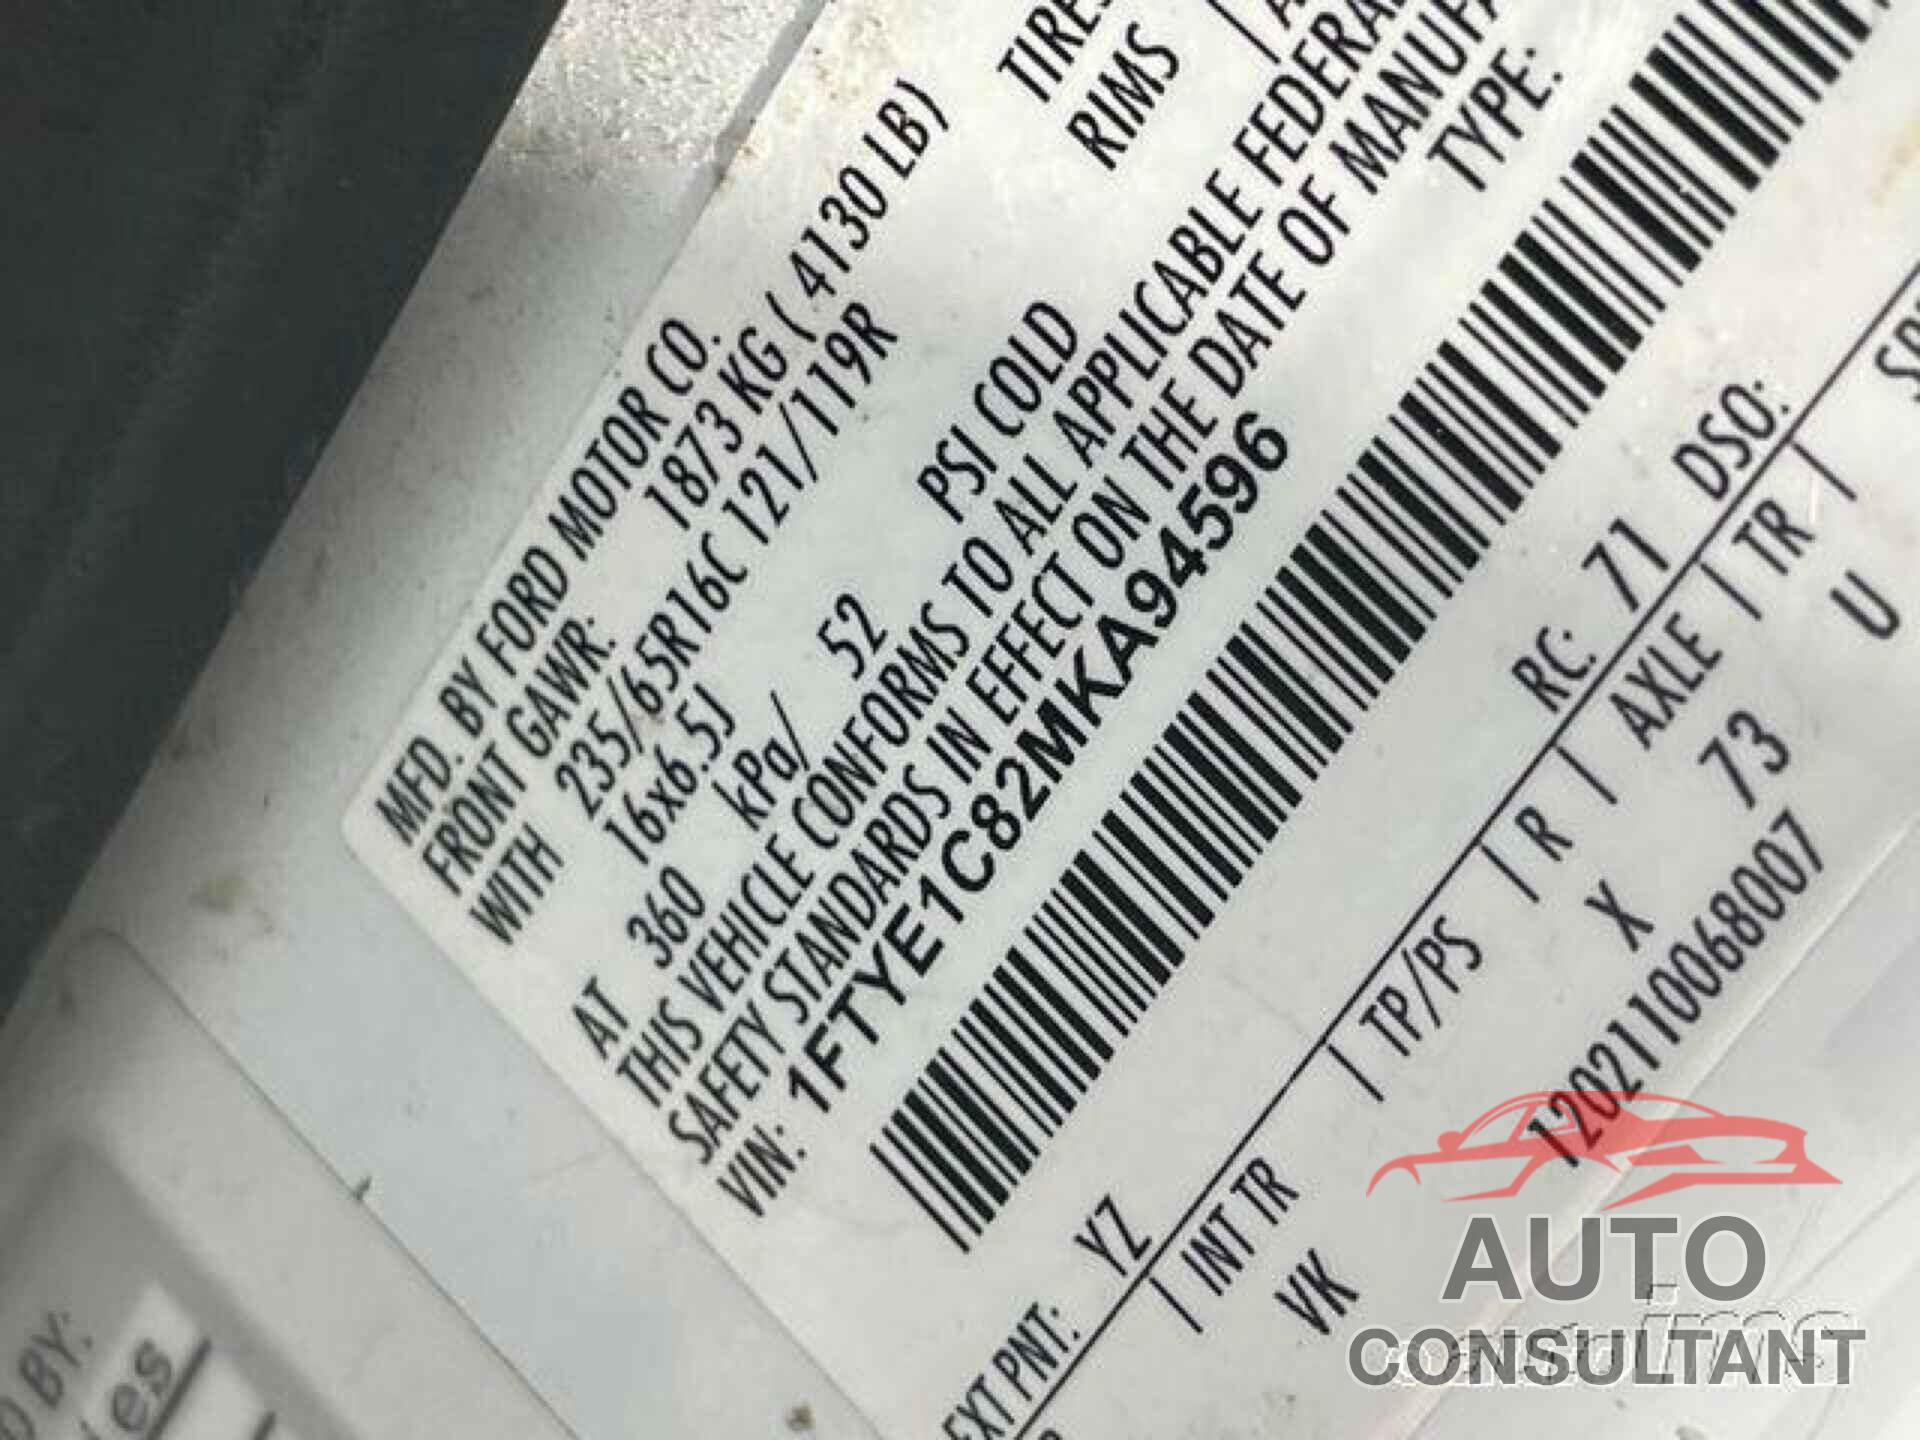 MFD. BY FORD MOTOR CO.
FRONT GAWR: 1873 KG ( 4130 LB)
WITH 235/65R16C 121/119R TIRES
16x6.5J RIMS
AT 360 kPa/ 52 PSI COLD
THIS VEHICLE CONFORMS TO ALL APPLICABLE FEDERAL
SAFETY STANDARDS IN EFFECT ON THE DATE OF
VIN: 1FTYE1C82MKA94596 TYPE:
EXT PNT: YZ RC: 71 DSO:
| INT TR | TP/PS | R | AXLE | TR |
VK X 73 U
1202110068007
BY:
AUTO
CONSULTANT